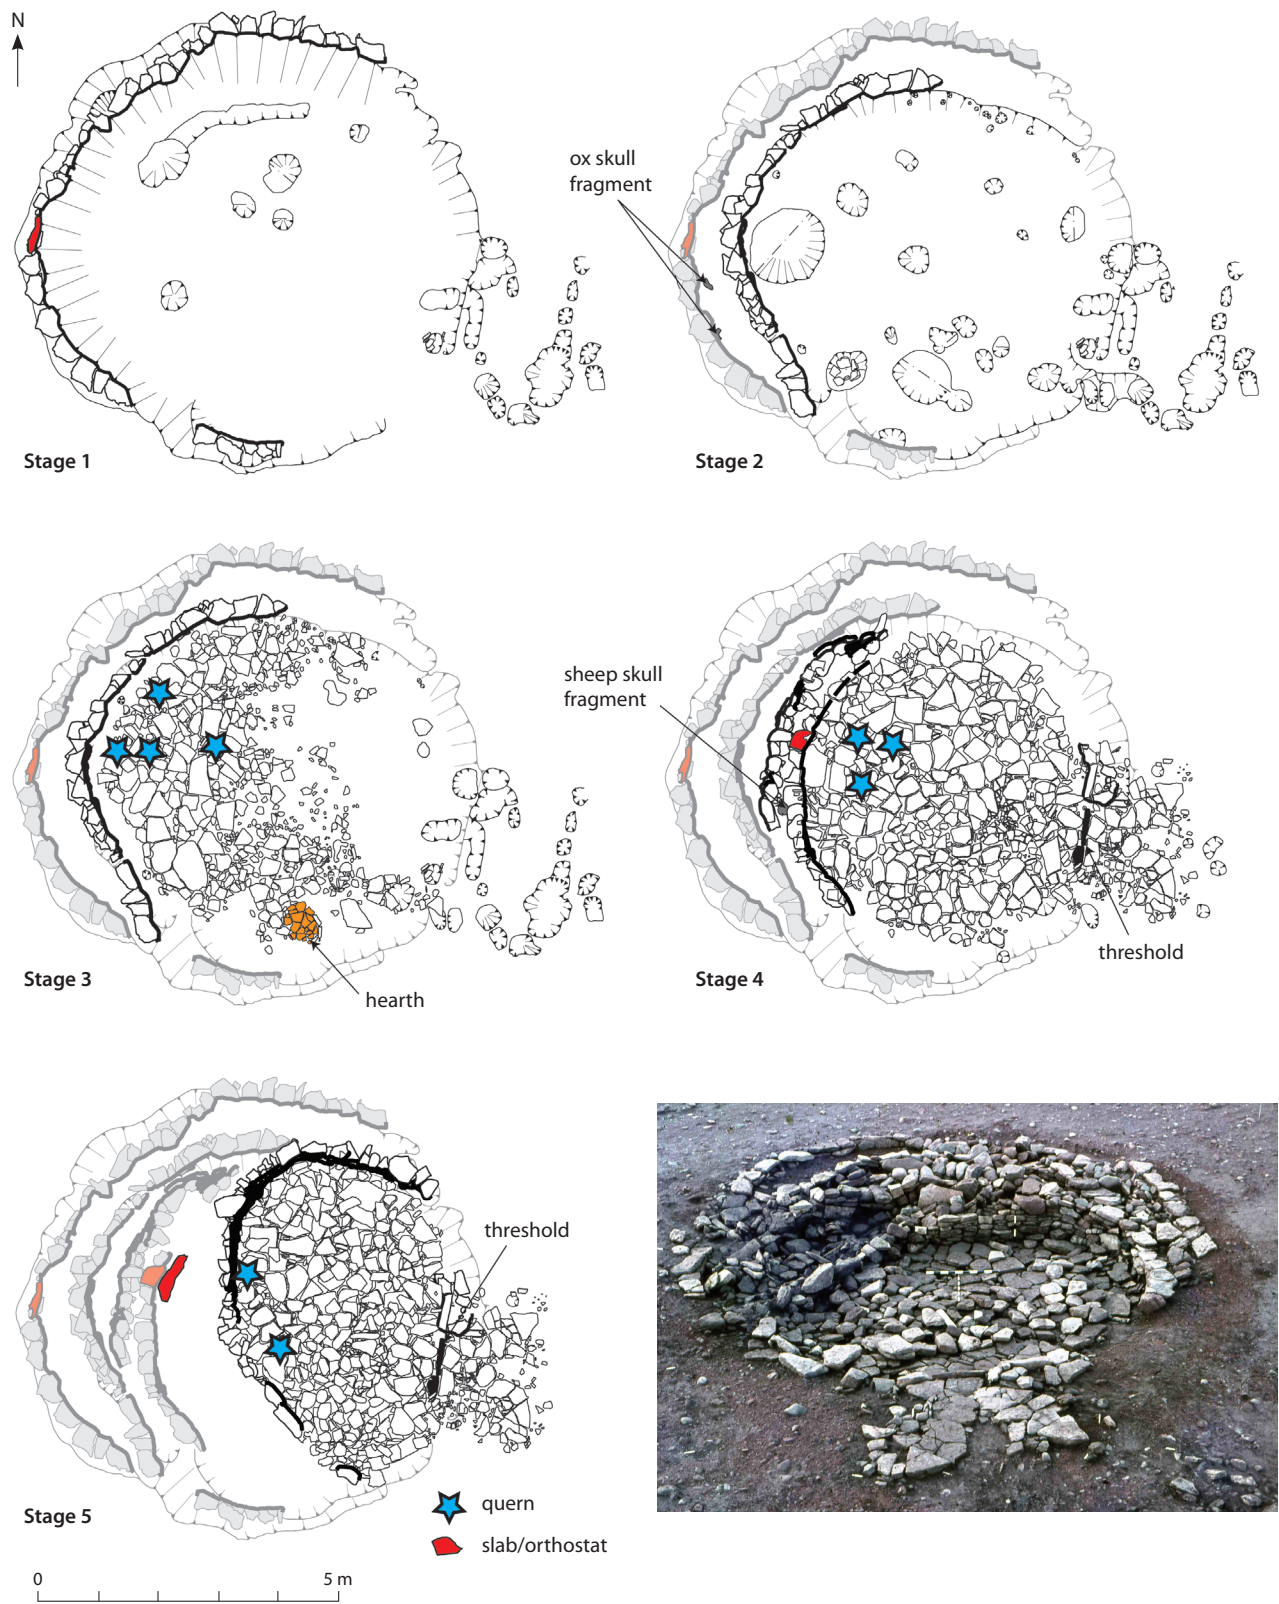 N
Stage 1
ox skull
fragment
Stage 2
Stage 3
hearth
sheep skull
fragment
threshold
Stage 4
threshold
Stage 5
quern
slab/orthostat
0
5 m